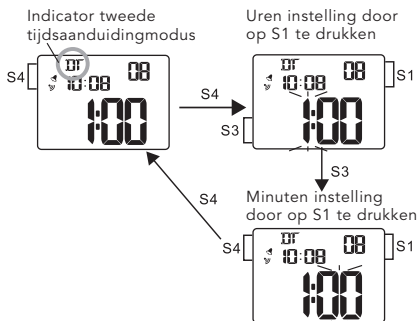 Indicator tweede
tijdsaanduidingmodus
DT
08
10:08
1:00
S4
S4
Uren instelling door
op S1 te drukken
DT
08
10:08
1:00
S1
S3
S3
S4
Minuten instelling
door op S1 te drukken
DT
08
10:08
1:00
S4
S1